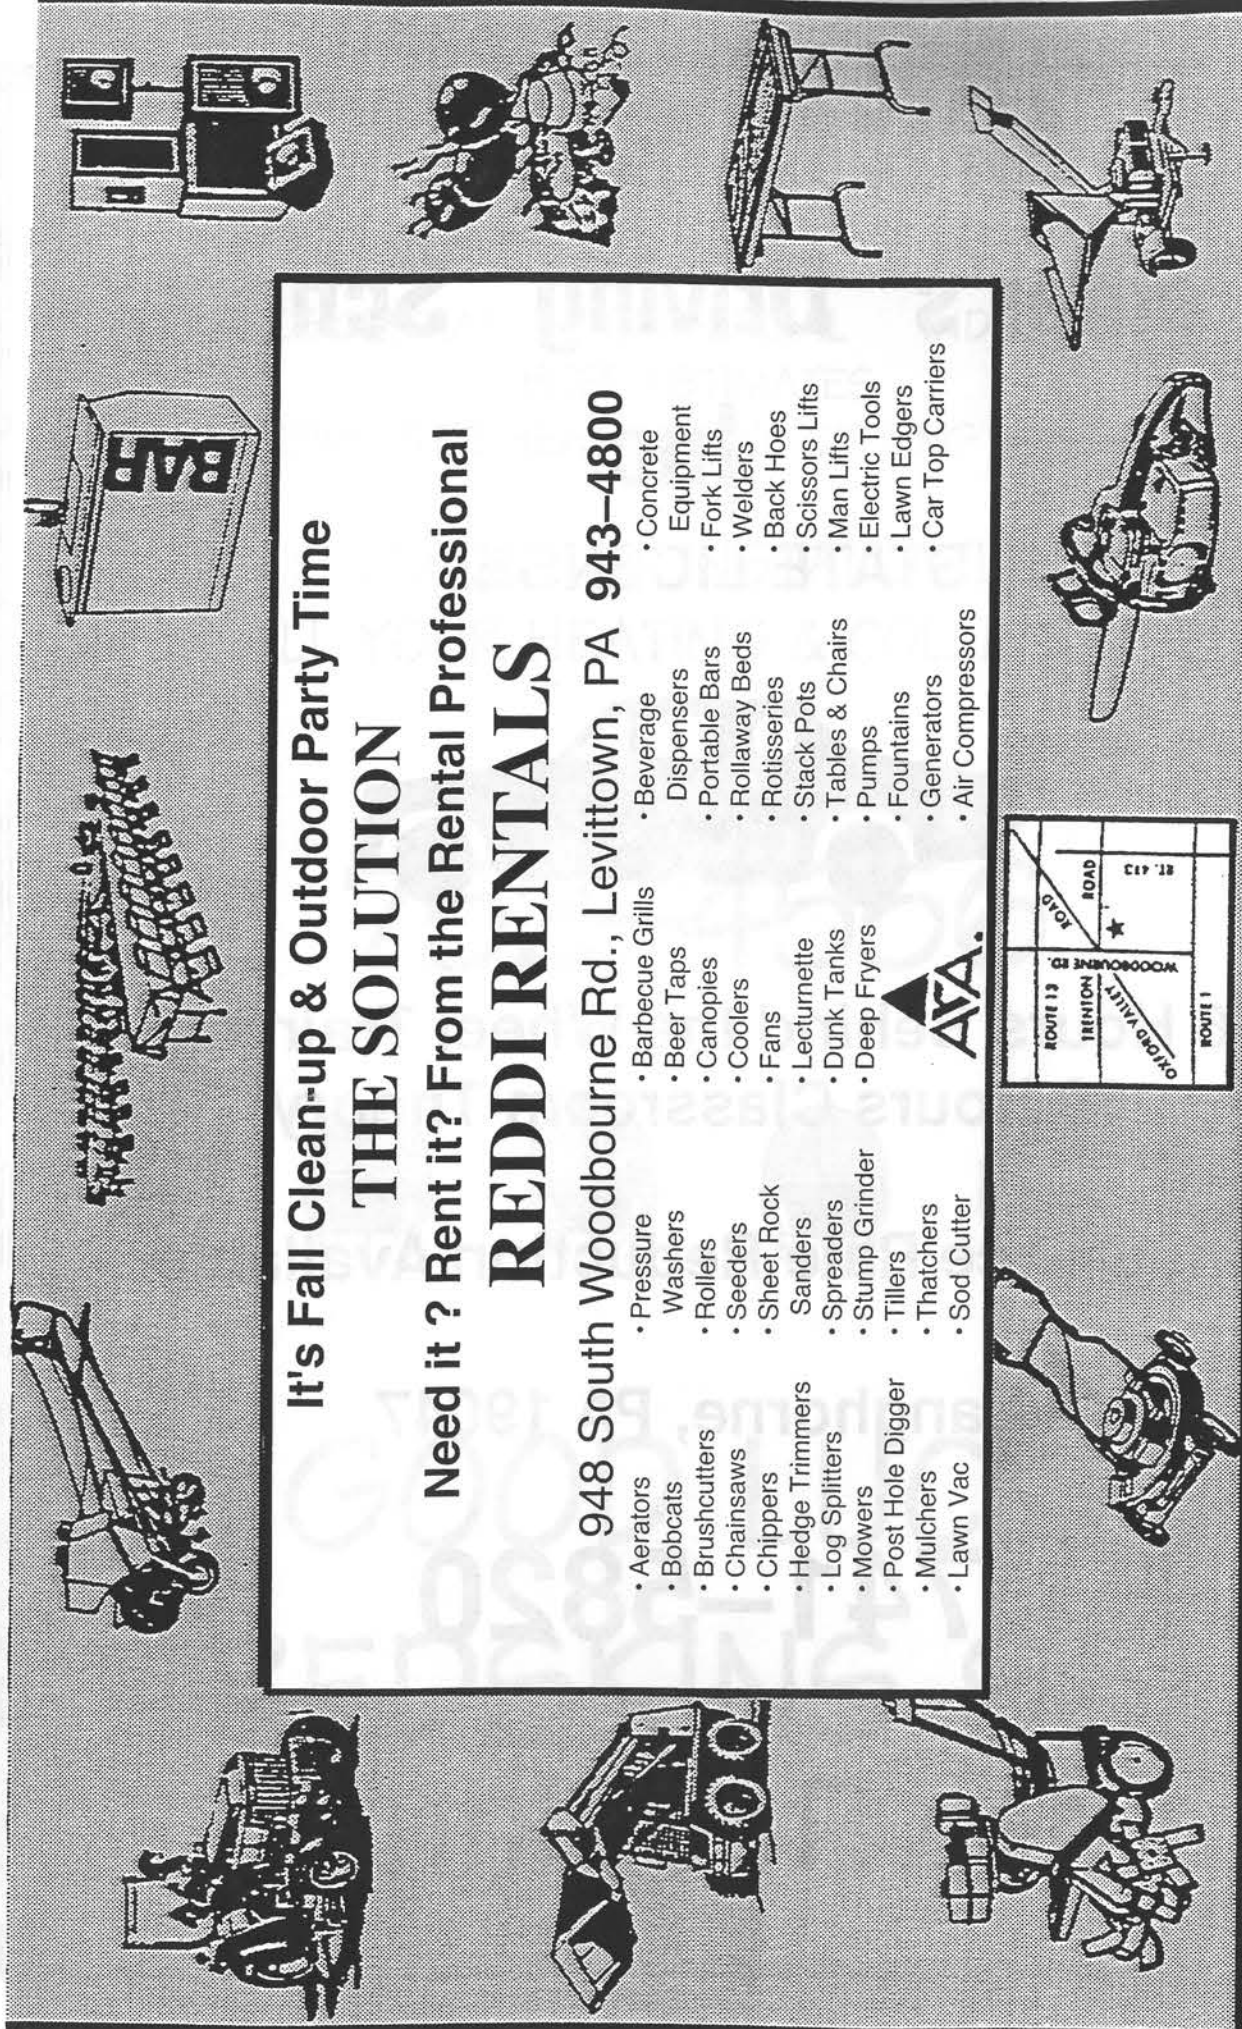 It's Fall Clean-up & Outdoor Party Time
THE SOLUTION
Need it ? Rent it? From the Rental Professional
REDDI RENTALS
948 South Woodbourne Rd., Levittown, PA 943–4800
• Aerators
• Bobcats
• Brushcutters
• Chainsaws
• Chippers
• Hedge Trimmers
• Log Splitters
• Mowers
• Post Hole Digger
• Mulchers
• Lawn Vac
• Pressure
Washers
• Rollers
• Seeders
• Sheet Rock
Sanders
• Spreaders
• Stump Grinder
• Tillers
• Thatchers
• Sod Cutter
• Barbecue Grills
• Beer Taps
• Canopies
• Coolers
• Fans
• Lecturnette
• Dunk Tanks
• Deep Fryers
ARA.
• Beverage
Dispensers
• Portable Bars
• Rollaway Beds
• Rotisseries
• Stack Pots
• Tables & Chairs
• Pumps
• Fountains
• Generators
• Air Compressors
• Concrete
Equipment
• Fork Lifts
• Welders
• Back Hoes
• Scissors Lifts
• Man Lifts
Electric Tools
• Lawn Edgers
• Car Top Carriers
BAR
ROUTE 13
ROAD
TRENTON
ROAD
WOODBOURNE RD.
OXFORD VALLEY
RT. 413
ROUTE 1